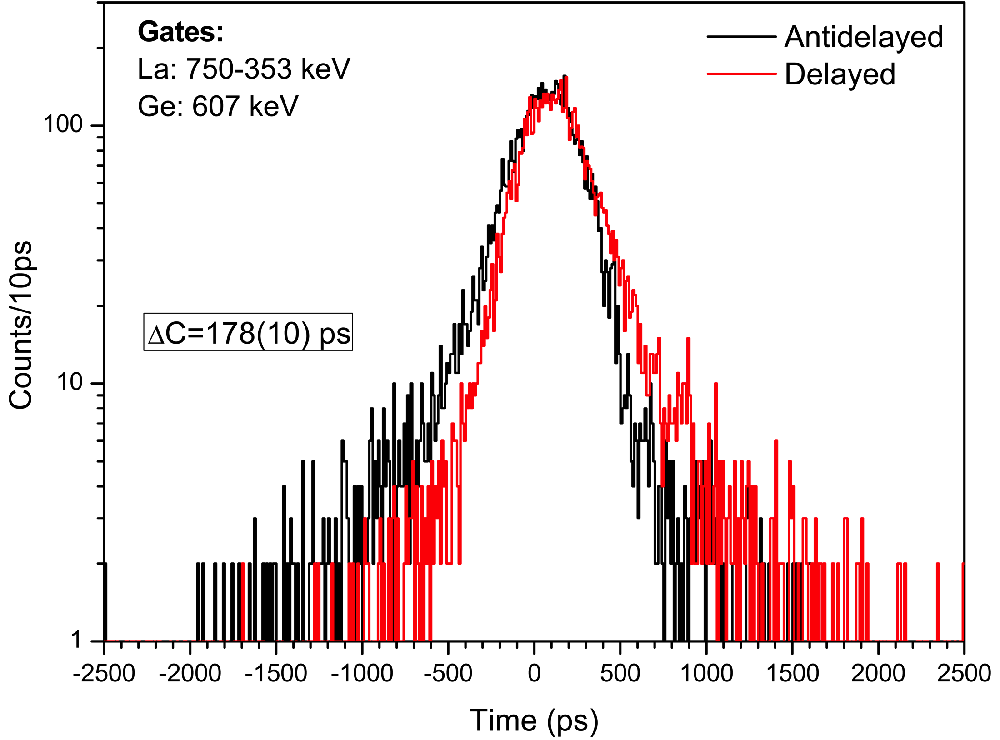 Gates:
La: 750-353 keV
Ge: 607 keV
Antidelayed
Delayed
ΔC=178(10) ps
Counts/10ps
100
10
1
-2500 -2000 -1500 -1000 -500 0 500 1000 1500 2000 2500
Time (ps)